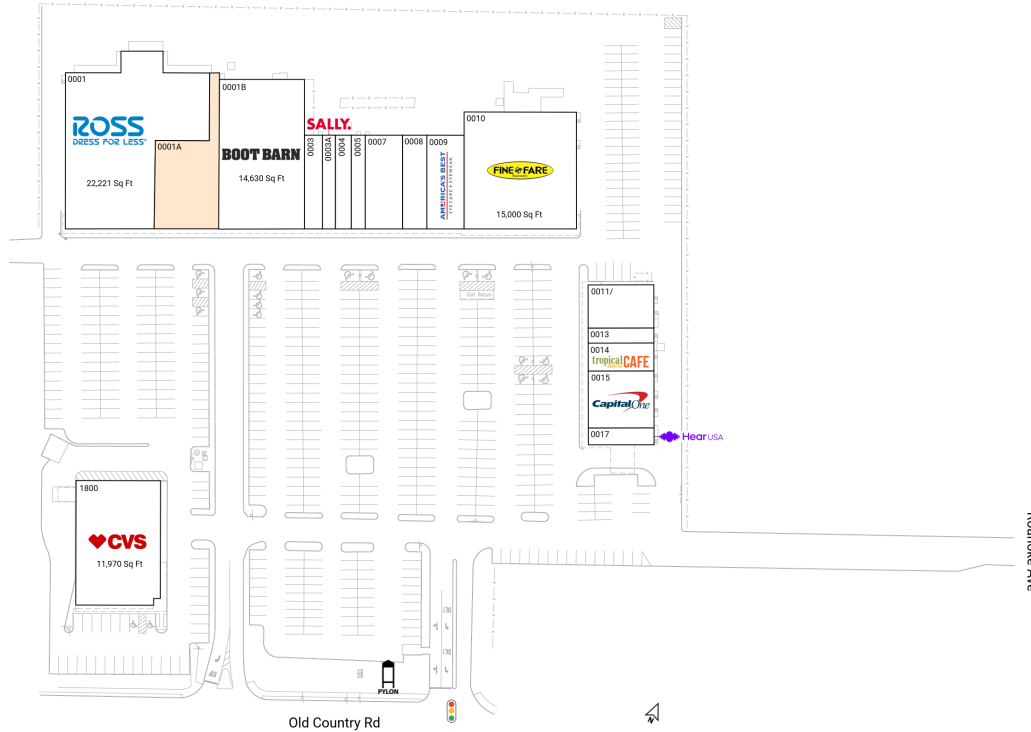 0001
ROSS
DRESS FOR LESS
22,221 Sq Ft
0001A
0001B
BOOT BARN
14,630 Sq Ft
SALLY.
0003
0003A
0004
0005
0007
0008
0009
AMERICA'S BEST
EYECARE + EYEWEAR
0010
FINE FARE
15,000 Sq Ft
Cart Return
0011/
0013
0014
tropical
CAFE
0015
Capital One
0017
Hear USA
1800
CVS
11,970 Sq Ft
PYLON
Old Country Rd
Roanoke Ave
N